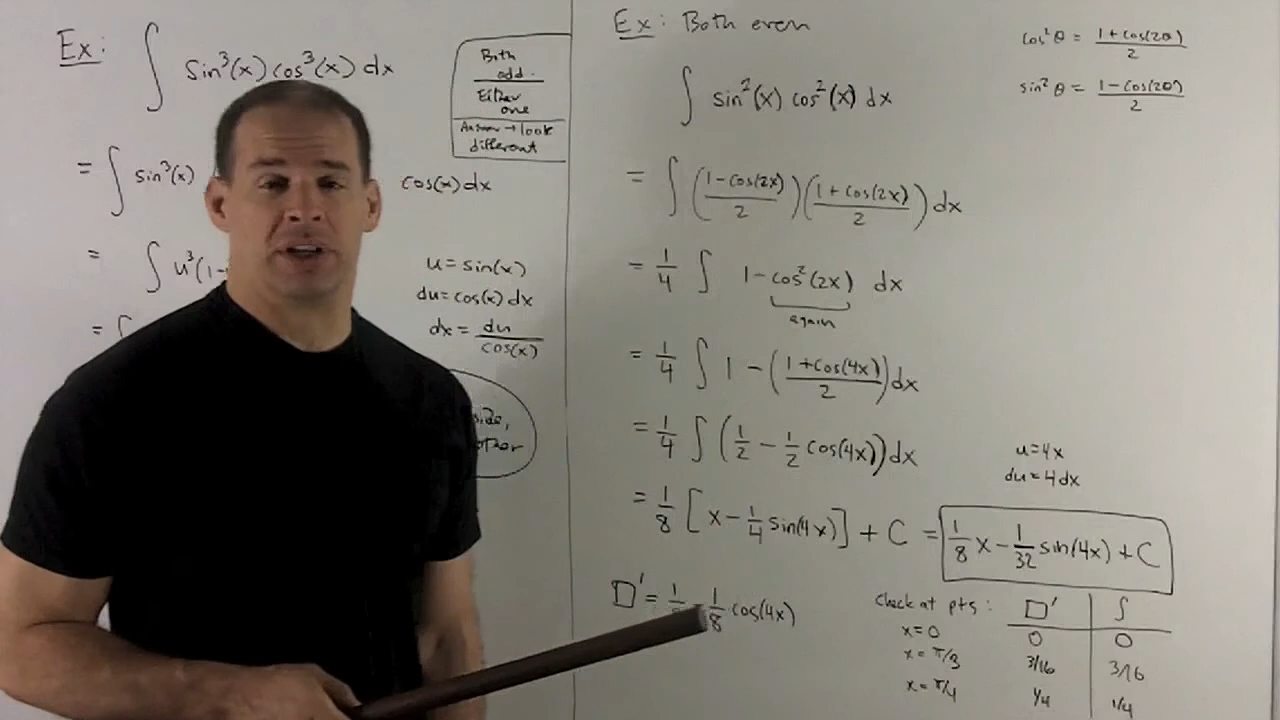 Ex: ∫ sin³(x) cos³(x) dx
Both odd.
Either one
Answer → look different
= ∫ sin³(x) cos(x) dx
= ∫ u³(1-
u = sin(x)
du = cos(x) dx
= ∫
dx = du/cos(x)
side,
other
Ex: Both even
cos²θ = (1 + cos(2θ))/2
sin²θ = (1 - cos(2θ))/2
∫ sin²(x) cos²(x) dx
= ∫ ((1 - cos(2x))/2)((1 + cos(2x))/2) dx
= 1/4 ∫ 1 - cos²(2x) dx
again
= 1/4 ∫ 1 - ((1 + cos(4x))/2) dx
= 1/4 ∫ (1/2 - 1/2 cos(4x)) dx
u = 4x
du = 4dx
= 1/8 [x - 1/4 sin(4x)] + C = 1/8 x - 1/32 sin(4x) + C
□' = 1/ - 1/8 cos(4x)
Check at pts: □' ∫
x = 0 0 0
x = π/3 3/16 3/16
x = π/4 1/4 1/4